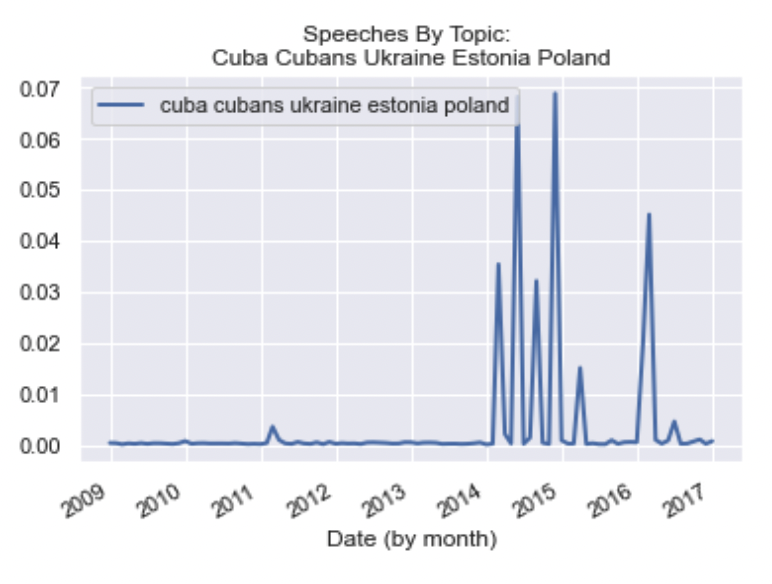 Speeches By Topic:
Cuba Cubans Ukraine Estonia Poland
cuba cubans ukraine estonia poland
0.07
0.06
0.05
0.04
0.03
0.02
0.01
0.00
2009 2010 2011 2012 2013 2014 2015 2016 2017
Date (by month)